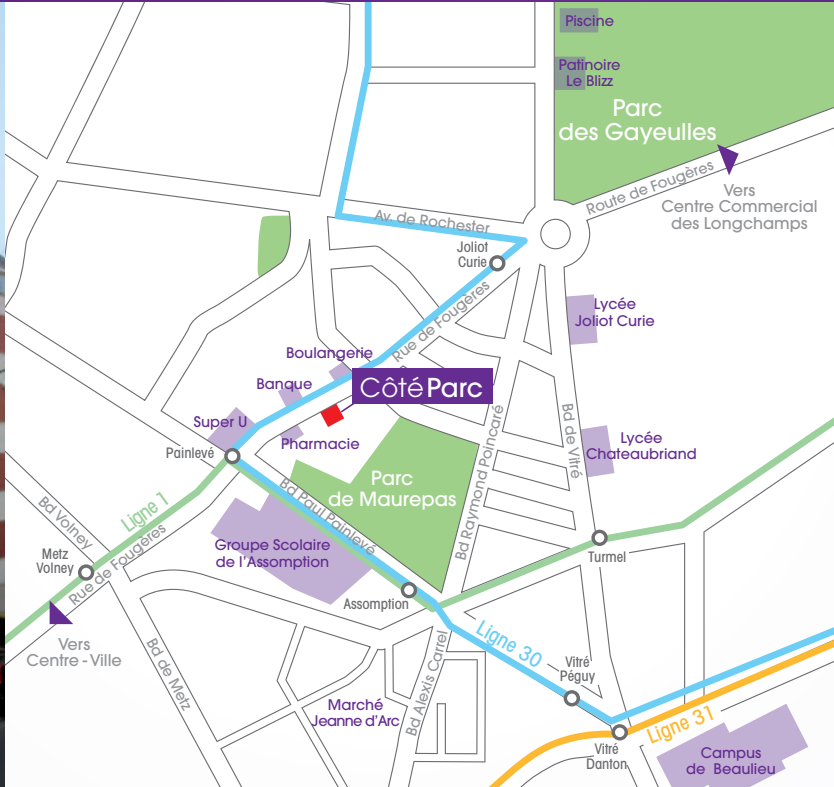 Piscine
Patinoire
Le Blizz
Parc
des Gayeulles
Route de Fougères
Vers
Centre Commercial
des Longchamps
Av. de Rochester
Joliot
Curie
Rue de Fougères
Lycée
Joliot Curie
Boulangerie
Banque
CôtéParc
Super U
Pharmacie
Painlevé
Parc
de Maurepas
Bd Raymond Poincaré
Bd de Vitré
Lycée
Chateaubriand
Bd Paul Painlevé
Bd Volney
Ligne 1
Groupe Scolaire
de l'Assomption
Metz
Volney
Rue de Fougères
Turmel
Assomption
Vers
Centre-Ville
Bd de Metz
Bd Alexis Carrel
Ligne 30
Vitré
Péguy
Marché
Jeanne d'Arc
Ligne 31
Vitré
Danton
Campus
de Beaulieu